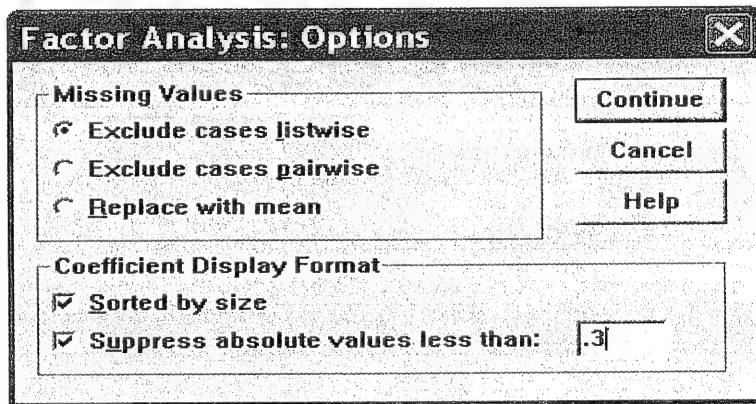 Factor Analysis: Options
Missing Values
Exclude cases listwise
Exclude cases pairwise
Replace with mean
Continue
Cancel
Help
Coefficient Display Format
Sorted by size
Suppress absolute values less than: .3